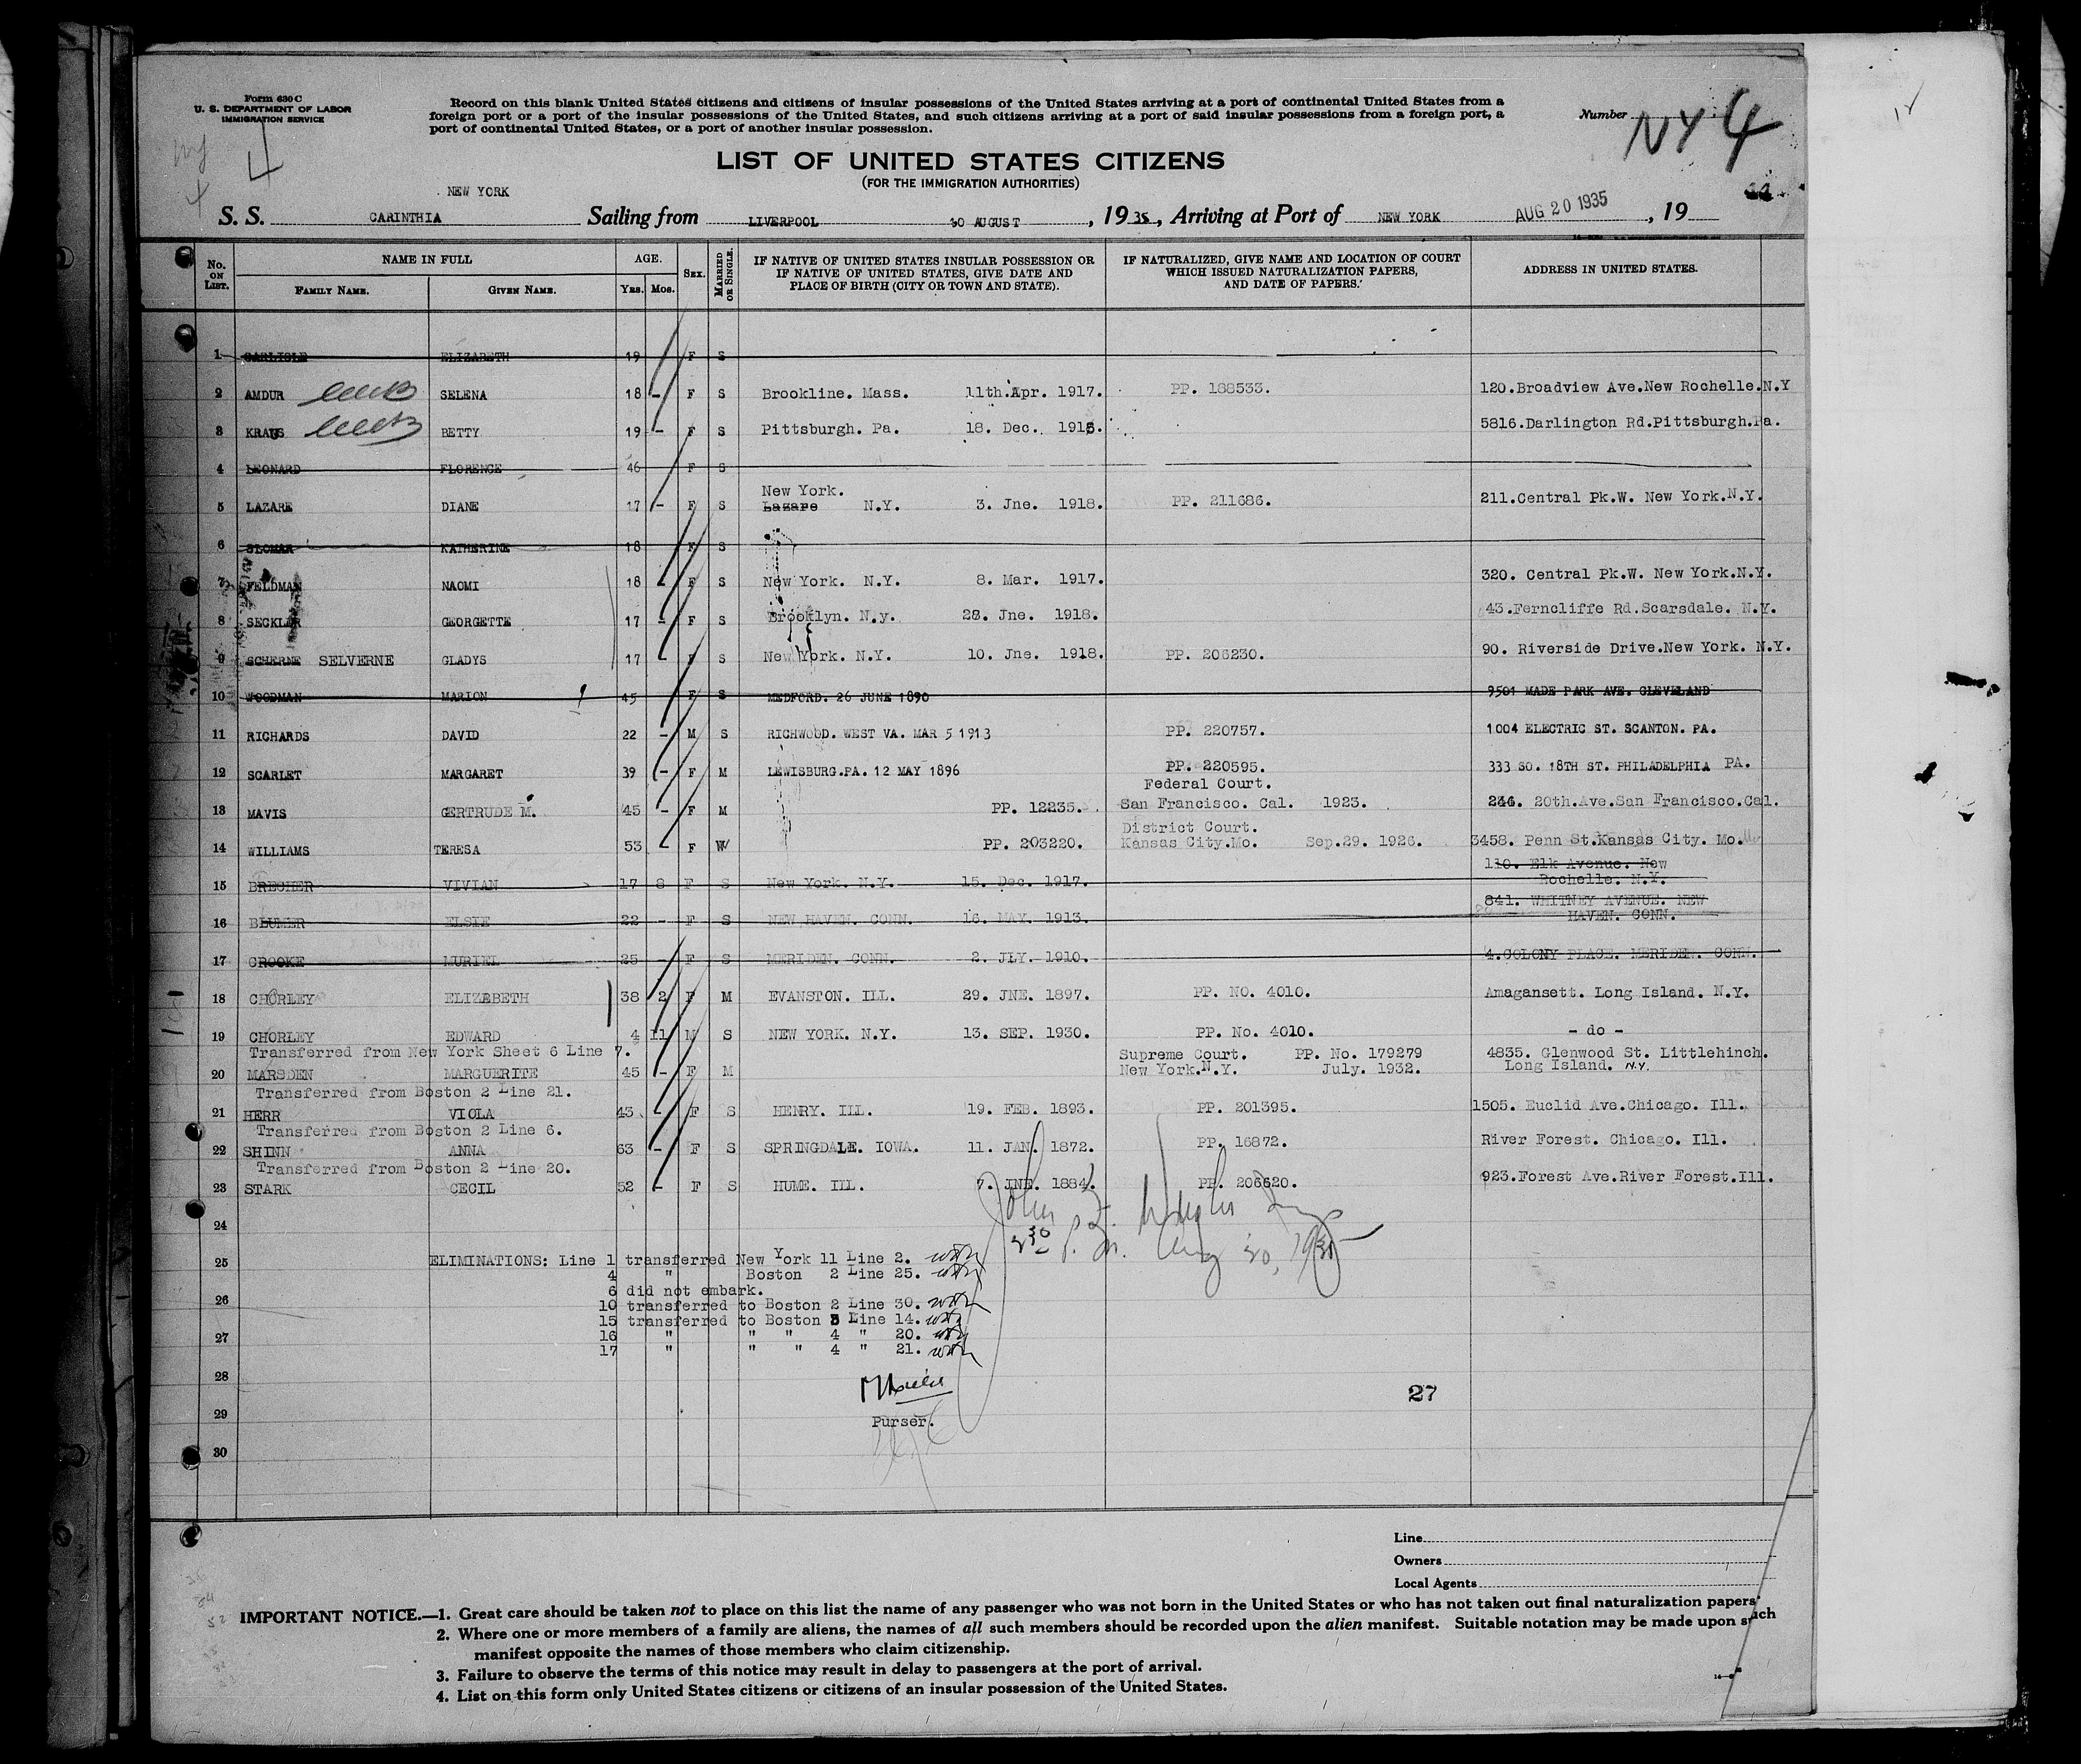 Form 630 C
U. S. DEPARTMENT OF LABOR
IMMIGRATION SERVICE
Record on this blank United States citizens and citizens of insular possessions of the United States arriving at a port of continental United States from a
foreign port or a port of the insular possessions of the United States, and such citizens arriving at a port of said insular possessions from a foreign port, a
port of continental United States, or a port of another insular possession.
Number NY 4
4
LIST OF UNITED STATES CITIZENS
(FOR THE IMMIGRATION AUTHORITIES)
NEW YORK
S. S. CARINTHIA Sailing from LIVERPOOL 10 AUGUST , 19 35 , Arriving at Port of NEW YORK AUG 20 1935 , 19
No. ON LIST. NAME IN FULL AGE. SEX. MARRIED OR SINGLE. IF NATIVE OF UNITED STATES INSULAR POSSESSION OR IF NATIVE OF UNITED STATES, GIVE DATE AND PLACE OF BIRTH (CITY OR TOWN AND STATE). IF NATURALIZED, GIVE NAME AND LOCATION OF COURT WHICH ISSUED NATURALIZATION PAPERS, AND DATE OF PAPERS. ADDRESS IN UNITED STATES.
FAMILY NAME. GIVEN NAME. YRS. MOS.
1 CARLISLE ELIZABETH 19 F S
2 AMDUR SELENA 18 - F S Brookline. Mass. 11th.Apr. 1917. PP. 188533. 120.Broadview Ave.New Rochelle.N.Y
3 KRAUS BETTY 19 - F S Pittsburgh. Pa. 18. Dec. 1915. 5816.Darlington Rd.Pittsburgh.Pa.
4 LEONARD FLORENCE 46 F S
New York.
5 LAZARE DIANE 17 - F S Lazare N.Y. 3. Jne. 1918. PP. 211686. 211.Central Pk.W. New York.N.Y.
6 SLOMAN KATHERINE 18 F S
7 FELDMAN NAOMI 18 - F S New York. N.Y. 8. Mar. 1917. 320. Central Pk.W. New York.N.Y.
8 SECKLER GEORGETTE 17 - F S Brooklyn. N.y. 28. Jne. 1918. 43.Ferncliffe Rd.Scarsdale. N.Y.
9 SCHERNE SELVERNE GLADYS 17 - F S New York. N.Y. 10. Jne. 1918. PP. 206230. 90. Riverside Drive.New York. N.Y.
10 WOODMAN MARION 45 F S MEDFORD. 26 JUNE 1890 9501 MADE PARK AVE. CLEVELAND
11 RICHARDS DAVID 22 - M S RICHWOOD. WEST VA. MAR 5 1913 PP. 220757. 1004 ELECTRIC ST. SCANTON. PA.
12 SCARLET MARGARET 39 - F M LEWISBURG.PA. 12 MAY 1896 PP. 220595. 333 SO. 18TH ST. PHILADELPHIA PA.
Federal Court.
13 MAVIS GERTRUDE M. 45 - F M PP. 12235. San Francisco. Cal. 1923. 246. 20th.Ave.San Francisco.Cal.
District Court.
14 WILLIAMS TERESA 53 - F W PP. 203220. Kansas City.Mo. Sep.29. 1926. 3458. Penn St.Kansas City. Mo.
110. Elk Avenue. New
15 BRECHER VIVIAN 17 8 F S New York. N.Y. 15. Dec. 1917. Rochelle. N.Y.
841. WHITNEY AVENUE. NEW
16 BLUMER ELSIE 22 - F S NEW HAVEN. CONN. 16. MAY. 1913. HAVEN. CONN.
17 CROOKE MURIEL 25 - F S MERIDEN. CONN. 2. JLY. 1910. 4.COLONY PLACE. MERIDEN. CONN.
18 CHORLEY ELIZABETH 38 2 F M EVANSTON. ILL. 29. JNE. 1897. PP. NO. 4010. Amagansett. Long Island. N.Y.
19 CHORLEY EDWARD 4 11 M S NEW YORK. N.Y. 13. SEP. 1930. PP. No. 4010. - do -
Transferred from New York Sheet 6 Line 7. Supreme Court. PP. No. 179279 4835. Glenwood St. Littlehinch.
20 MARSDEN MARGUERITE 45 - F M New York.N.Y. July. 1932. Long Island. N.Y.
Transferred from Boston 2 Line 21.
21 HERR VIOLA 43 - F S HENRY. ILL. 19. FEB. 1893. PP. 201395. 1505. Euclid Ave.Chicago. Ill.
Transferred from Boston 2 Line 6.
22 SHINN ANNA 63 - F S SPRINGDALE. IOWA. 11. JAN. 1872. PP. 16872. River Forest. Chicago. Ill.
Transferred from Boston 2 Line 20.
23 STARK CECIL 52 - F S HUME. ILL. 7. JNE. 1884. PP. 206620. 923.Forest Ave.River Forest.Ill.
24
John
2 30 P. M. Aug 20, 1935
25 ELIMINATIONS: Line 1 transferred New York 11 Line 2.
4 " Boston 2 Line 25.
6 did not embark.
26 10 transferred to Boston 2 Line 30.
15 transferred to Boston 3 Line 14.
27 16 " " " 4 " 20.
17 " " " 4 " 21.
28
27
29 Purser.
30
Line
Owners
Local Agents
IMPORTANT NOTICE.—1. Great care should be taken not to place on this list the name of any passenger who was not born in the United States or who has not taken out final naturalization papers
2. Where one or more members of a family are aliens, the names of all such members should be recorded upon the alien manifest. Suitable notation may be made upon such
manifest opposite the names of those members who claim citizenship.
3. Failure to observe the terms of this notice may result in delay to passengers at the port of arrival.
4. List on this form only United States citizens or citizens of an insular possession of the United States.